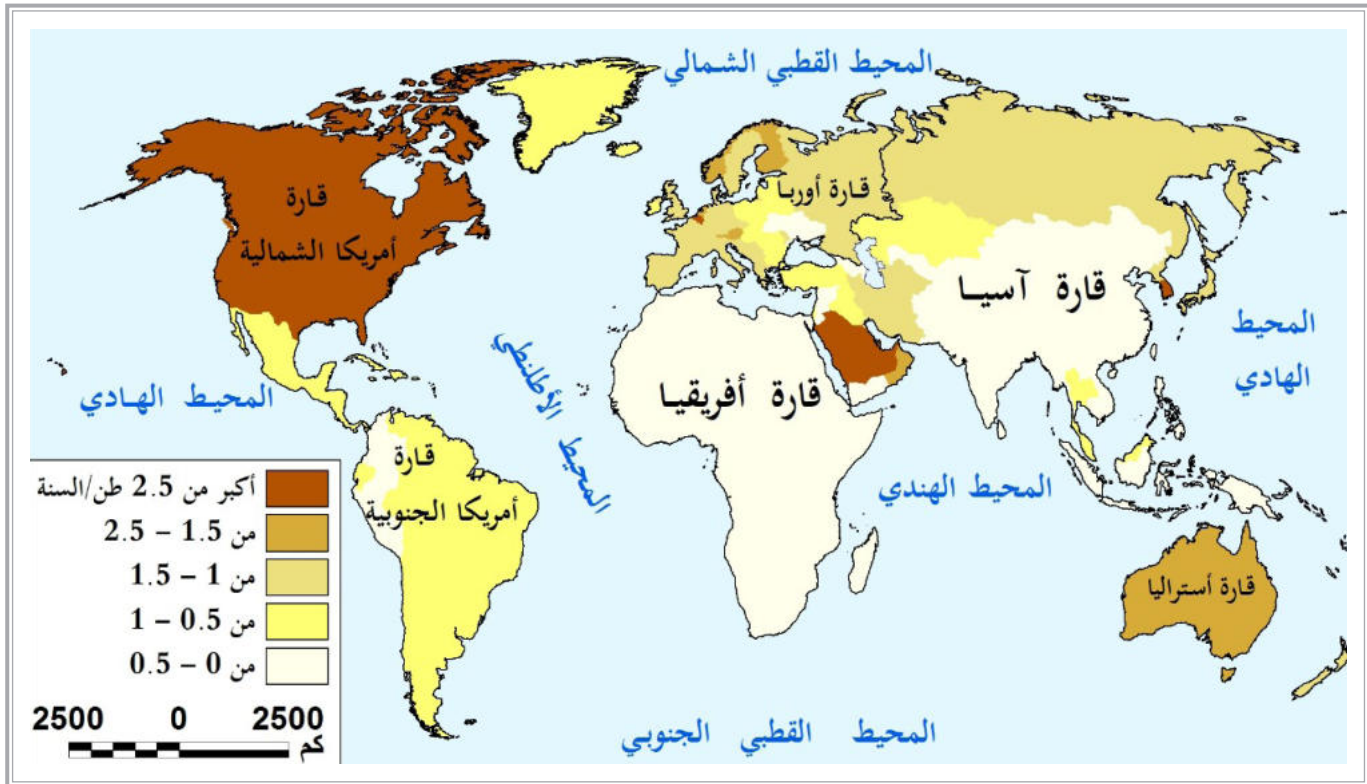 المحيط القطبي الشمالي
قارة
أمريكا الشمالية
قارة أوربا
قارة آسيا
المحيط
الهادي
المحيط الأطلنطي
قارة أفريقيا
المحيط الهادي
قارة
أمريكا الجنوبية
المحيط الهندي
قارة أستراليا
أكبر من 2.5 طن/السنة
من 1.5 – 2.5
من 1 – 1.5
من 0.5 – 1
من 0 – 0.5
2500 0 2500
كم
المحيط القطبي الجنوبي